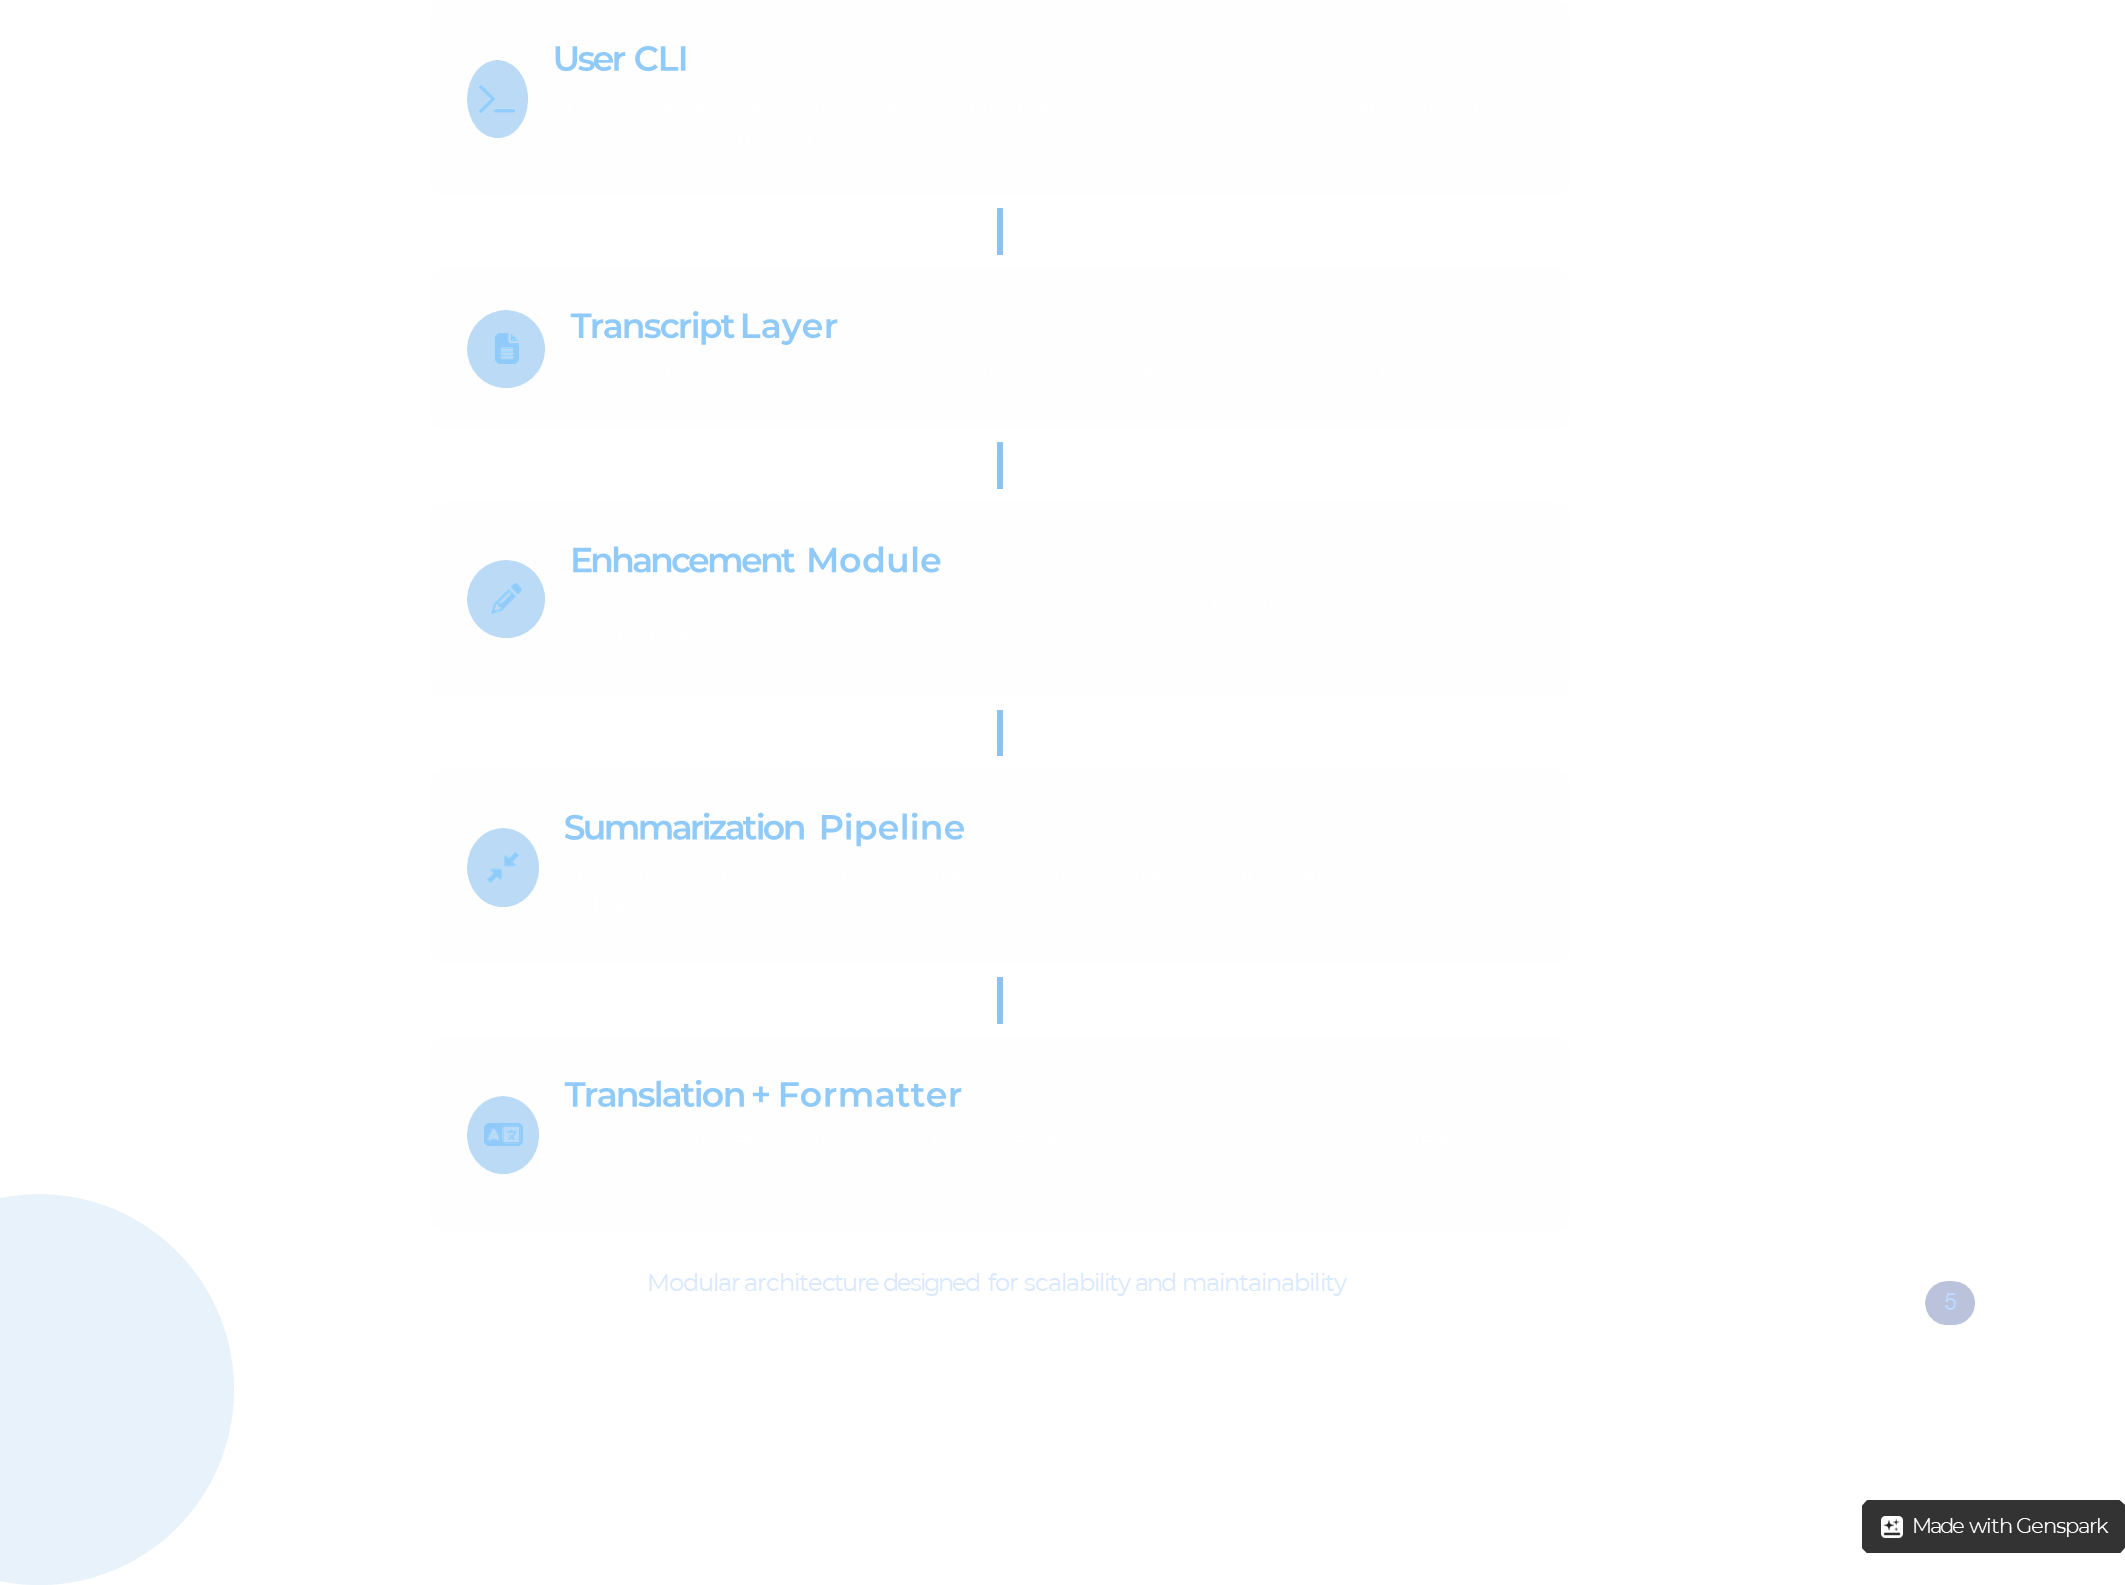 User CLI
Transcript Layer
Enhancement Module
Summarization Pipeline
Translation + Formatter
Modular architecture designed for scalability and maintainability
5
Made with Genspark